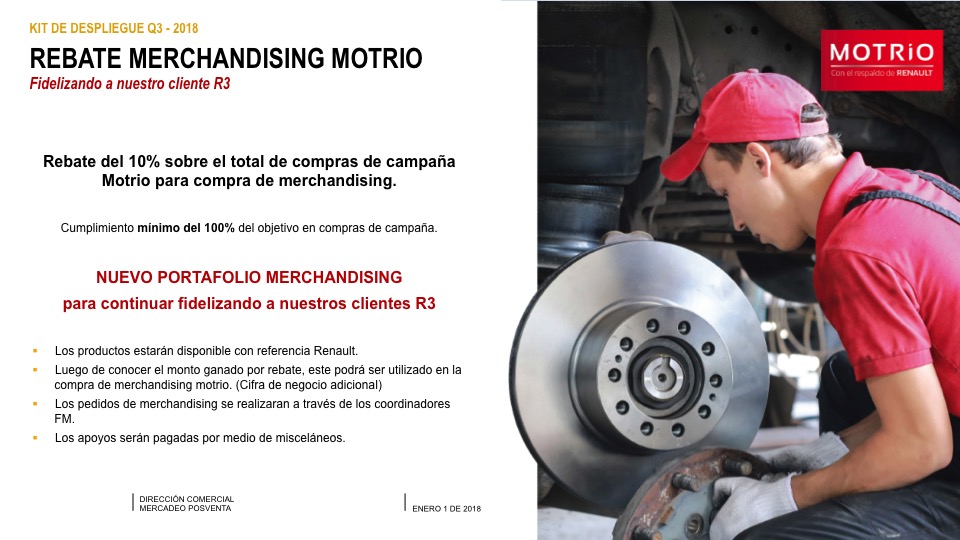 KIT DE DESPLIEGUE Q3 - 2018
REBATE MERCHANDISING MOTRIO
Fidelizando a nuestro cliente R3
MOTRiO
Con el respaldo de RENAULT
Rebate del 10% sobre el total de compras de campaña
Motrio para compra de merchandising.
Cumplimiento mínimo del 100% del objetivo en compras de campaña.
NUEVO PORTAFOLIO MERCHANDISING
para continuar fidelizando a nuestros clientes R3
▪ Los productos estarán disponible con referencia Renault.
▪ Luego de conocer el monto ganado por rebate, este podrá ser utilizado en la
compra de merchandising motrio. (Cifra de negocio adicional)
▪ Los pedidos de merchandising se realizaran a través de los coordinadores
FM.
▪ Los apoyos serán pagadas por medio de misceláneos.
DIRECCIÓN COMERCIAL
MERCADEO POSVENTA
ENERO 1 DE 2018